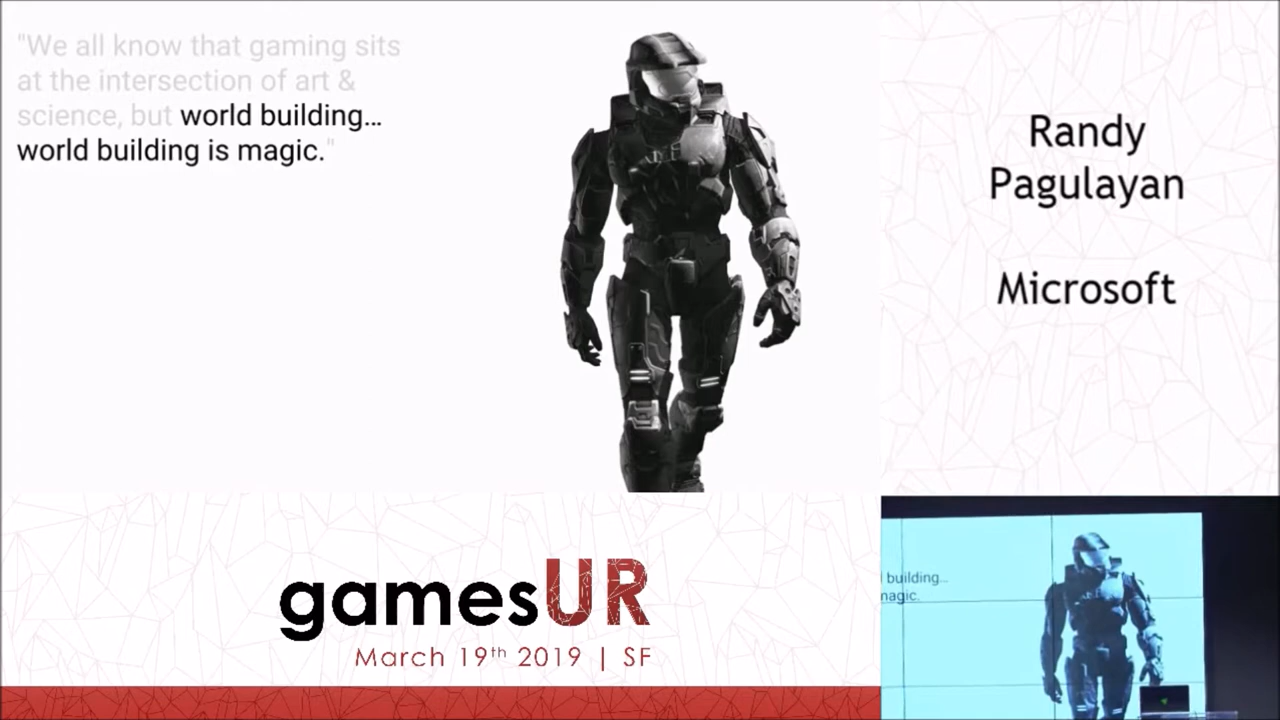 "We all know that gaming sits
at the intersection of art &
science, but world building...
world building is magic."
Randy
Pagulayan
Microsoft
gamesUR
March 19th 2019 | SF
building...
magic.